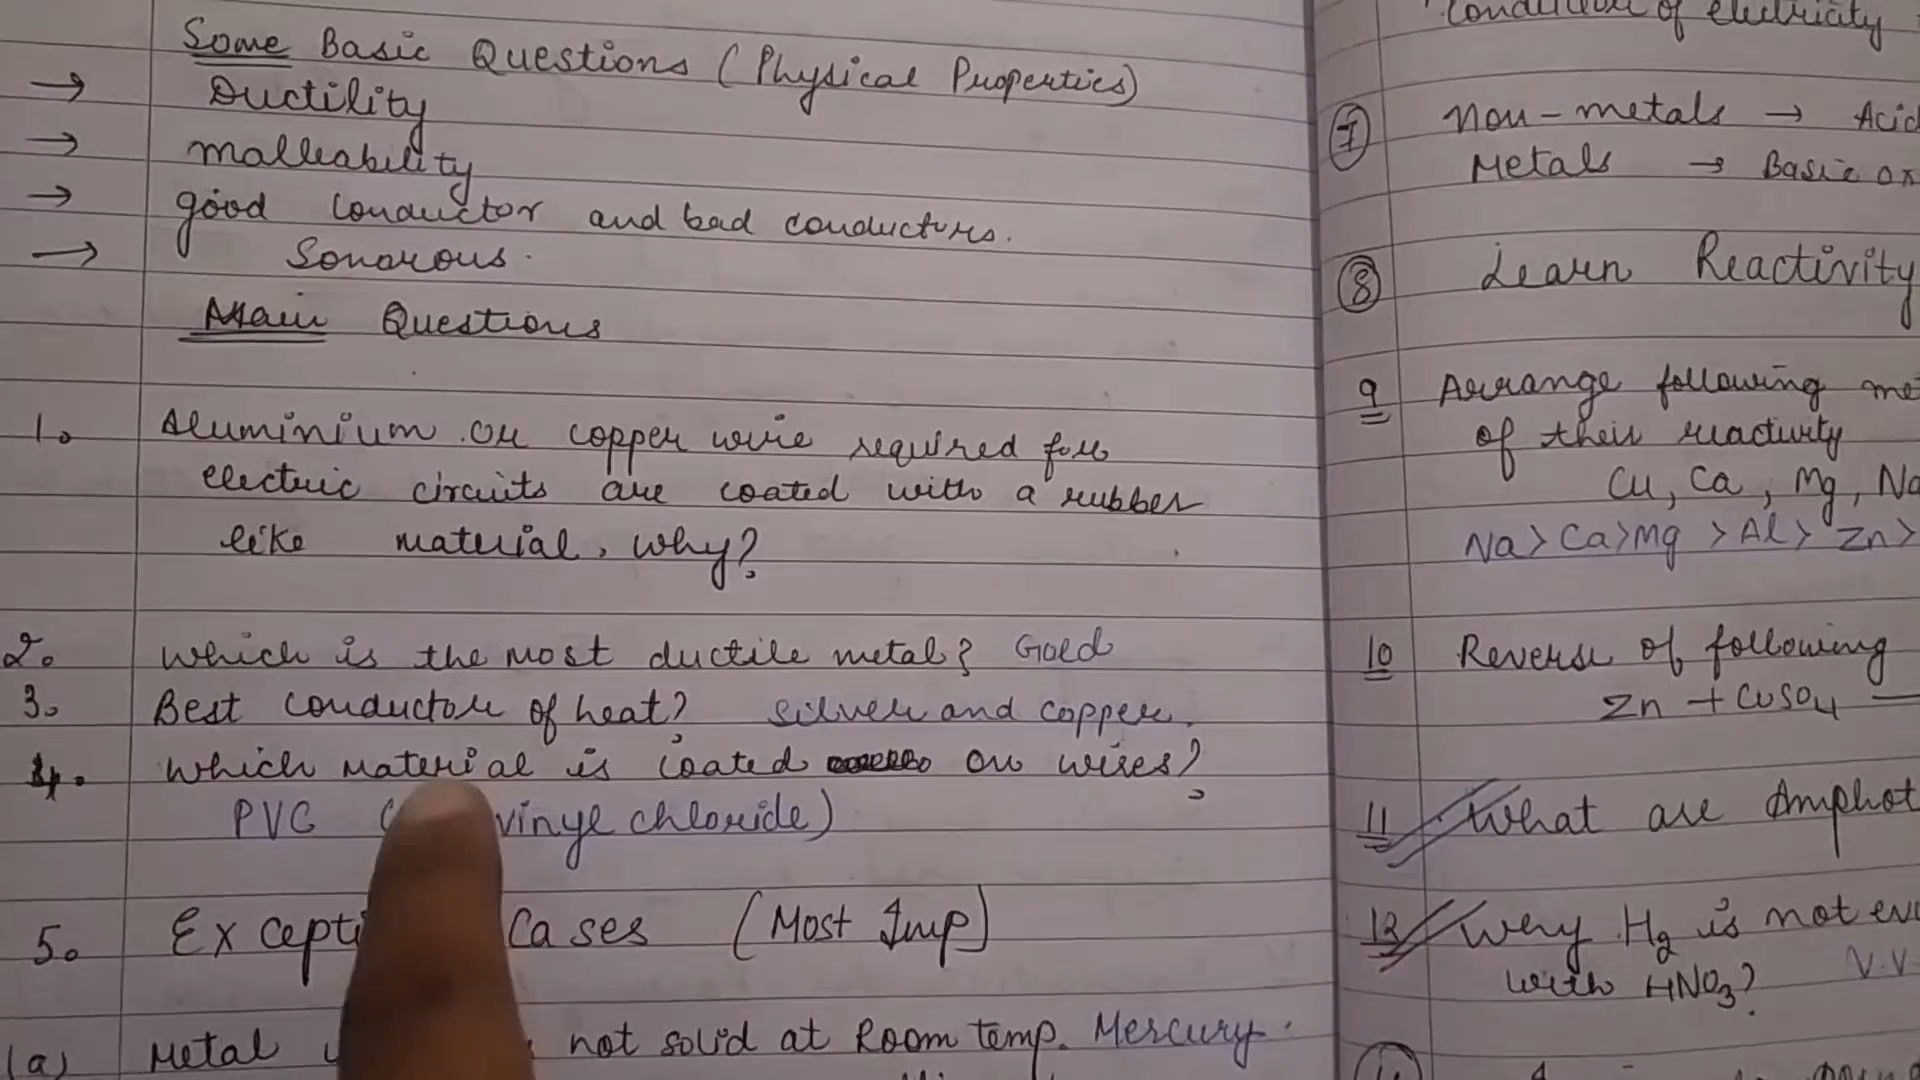 Some Basic Questions (Physical Properties)
→ Ductility
→ malleability
→ good conductor and bad conductors.
→ Sonorous.
Main Questions
1. Aluminium or copper wire required for
electric circuits are coated with a rubber
like material, why?
2. Which is the most ductile metal? Gold
3. Best conductor of heat? silver and copper.
4. Which material is coated on wires?
PVC ( vinyl chloride)
5. Cases (Most Imp)
(a) Metal not solid at Room temp. Mercury.
of electricity
7 Non-metals → Acid
Metals → Basic ox
8 Learn Reactivity
9 Arrange following me
of their reactivity
Cu, Ca, Mg, Na
Na > Ca > Mg > Al > Zn >
10 Reverse of following
Zn + CuSO4
11 What are Amphot
12 Why H2 is not evo
with HNO3? V.V